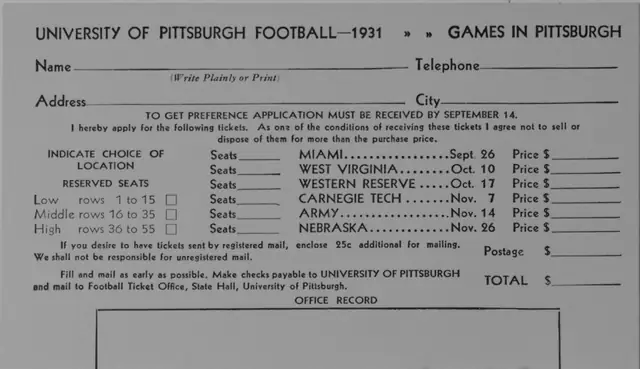 UNIVERSITY OF PITTSBURGH FOOTBALL—1931 » » GAMES IN PITTSBURGH
Name Telephone
(Write Plainly or Print)
Address City
TO GET PREFERENCE APPLICATION MUST BE RECEIVED BY SEPTEMBER 14.
I hereby apply for the following tickets. As one of the conditions of receiving these tickets I agree not to sell or
dispose of them for more than the purchase price.
INDICATE CHOICE OF LOCATION
RESERVED SEATS
Low rows 1 to 15 □
Middle rows 16 to 35 □
High rows 36 to 55 □
Seats MIAMI................Sept. 26 Price $
Seats WEST VIRGINIA........Oct. 10 Price $
Seats WESTERN RESERVE.....Oct. 17 Price $
Seats CARNEGIE TECH.......Nov. 7 Price $
Seats ARMY.................Nov. 14 Price $
Seats NEBRASKA............Nov. 26 Price $
If you desire to have tickets sent by registered mail, enclose 25c additional for mailing.
We shall not be responsible for unregistered mail.
Postage $
Fill and mail as early as possible. Make checks payable to UNIVERSITY OF PITTSBURGH
and mail to Football Ticket Office, State Hall, University of Pittsburgh.
TOTAL $
OFFICE RECORD